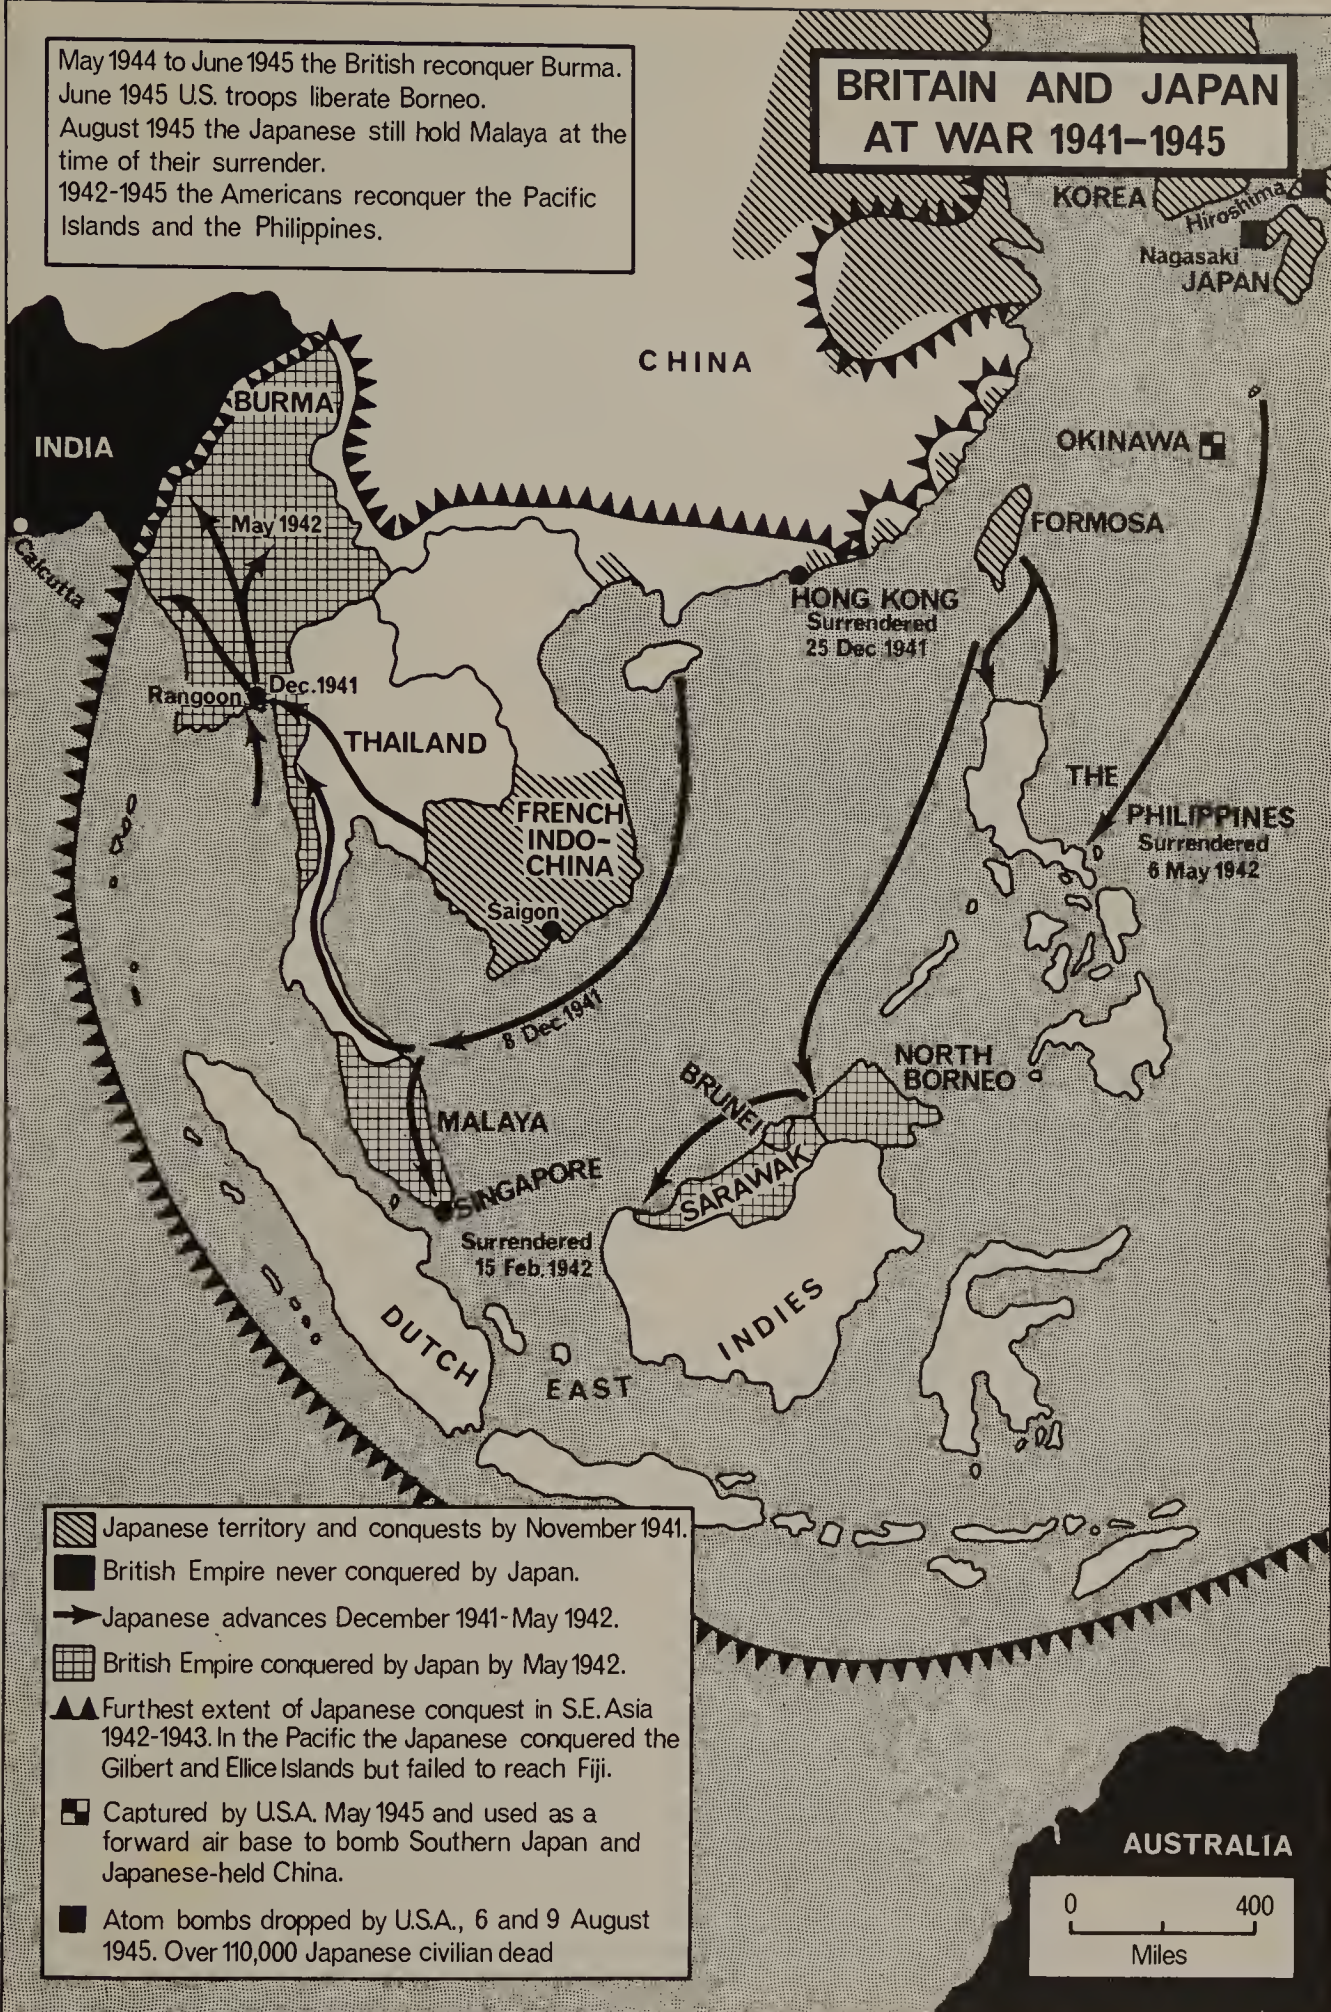 May 1944 to June 1945 the British reconquer Burma.
June 1945 U.S. troops liberate Borneo.
August 1945 the Japanese still hold Malaya at the
time of their surrender.
1942-1945 the Americans reconquer the Pacific
Islands and the Philippines.
BRITAIN AND JAPAN
AT WAR 1941–1945
KOREA
Hiroshima
Nagasaki
JAPAN
CHINA
BURMA
INDIA
OKINAWA
May 1942
FORMOSA
Calcutta
HONG KONG
Surrendered
25 Dec 1941
Rangoon
Dec. 1941
THAILAND
THE
PHILIPPINES
Surrendered
6 May 1942
FRENCH
INDO-
CHINA
Saigon
8 Dec. 1941
NORTH
BORNEO
BRUNEI
MALAYA
SARAWAK
SINGAPORE
Surrendered
15 Feb. 1942
DUTCH
EAST
INDIES
Japanese territory and conquests by November 1941.
British Empire never conquered by Japan.
Japanese advances December 1941-May 1942.
British Empire conquered by Japan by May 1942.
Furthest extent of Japanese conquest in S.E. Asia
1942-1943. In the Pacific the Japanese conquered the
Gilbert and Ellice Islands but failed to reach Fiji.
Captured by U.S.A. May 1945 and used as a
forward air base to bomb Southern Japan and
Japanese-held China.
Atom bombs dropped by U.S.A., 6 and 9 August
1945. Over 110,000 Japanese civilian dead
AUSTRALIA
0 400
Miles